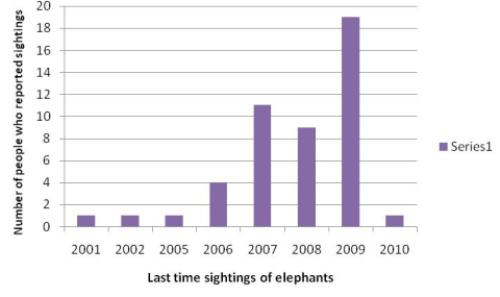 Number of people who reported sightings
20
18
16
14
12
10
8
6
4
2
0
2001 2002 2005 2006 2007 2008 2009 2010
Last time sightings of elephants
Series1